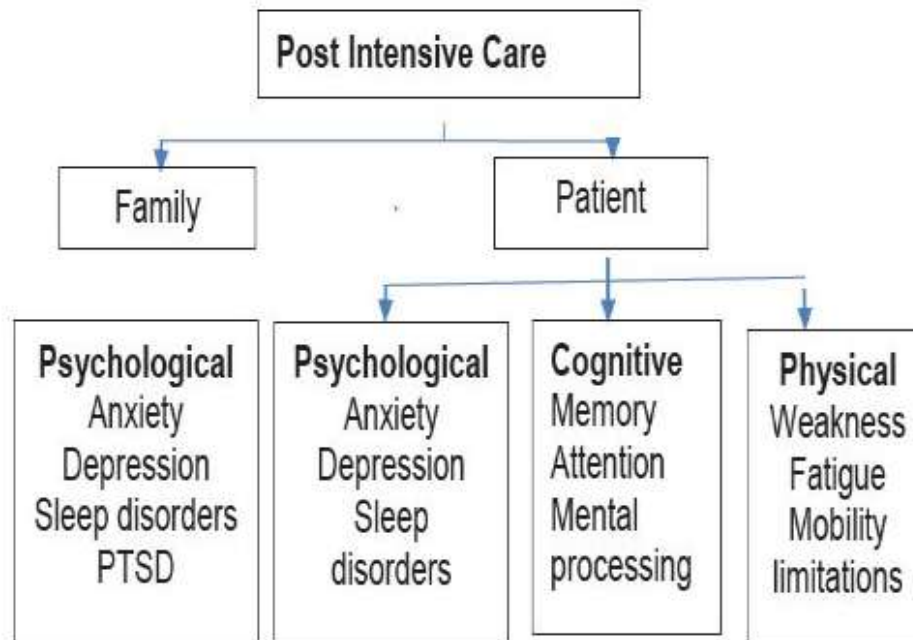 Post Intensive Care
Family
Patient
Psychological
Anxiety
Depression
Sleep disorders
PTSD
Psychological
Anxiety
Depression
Sleep
disorders
Cognitive
Memory
Attention
Mental
processing
Physical
Weakness
Fatigue
Mobility
limitations